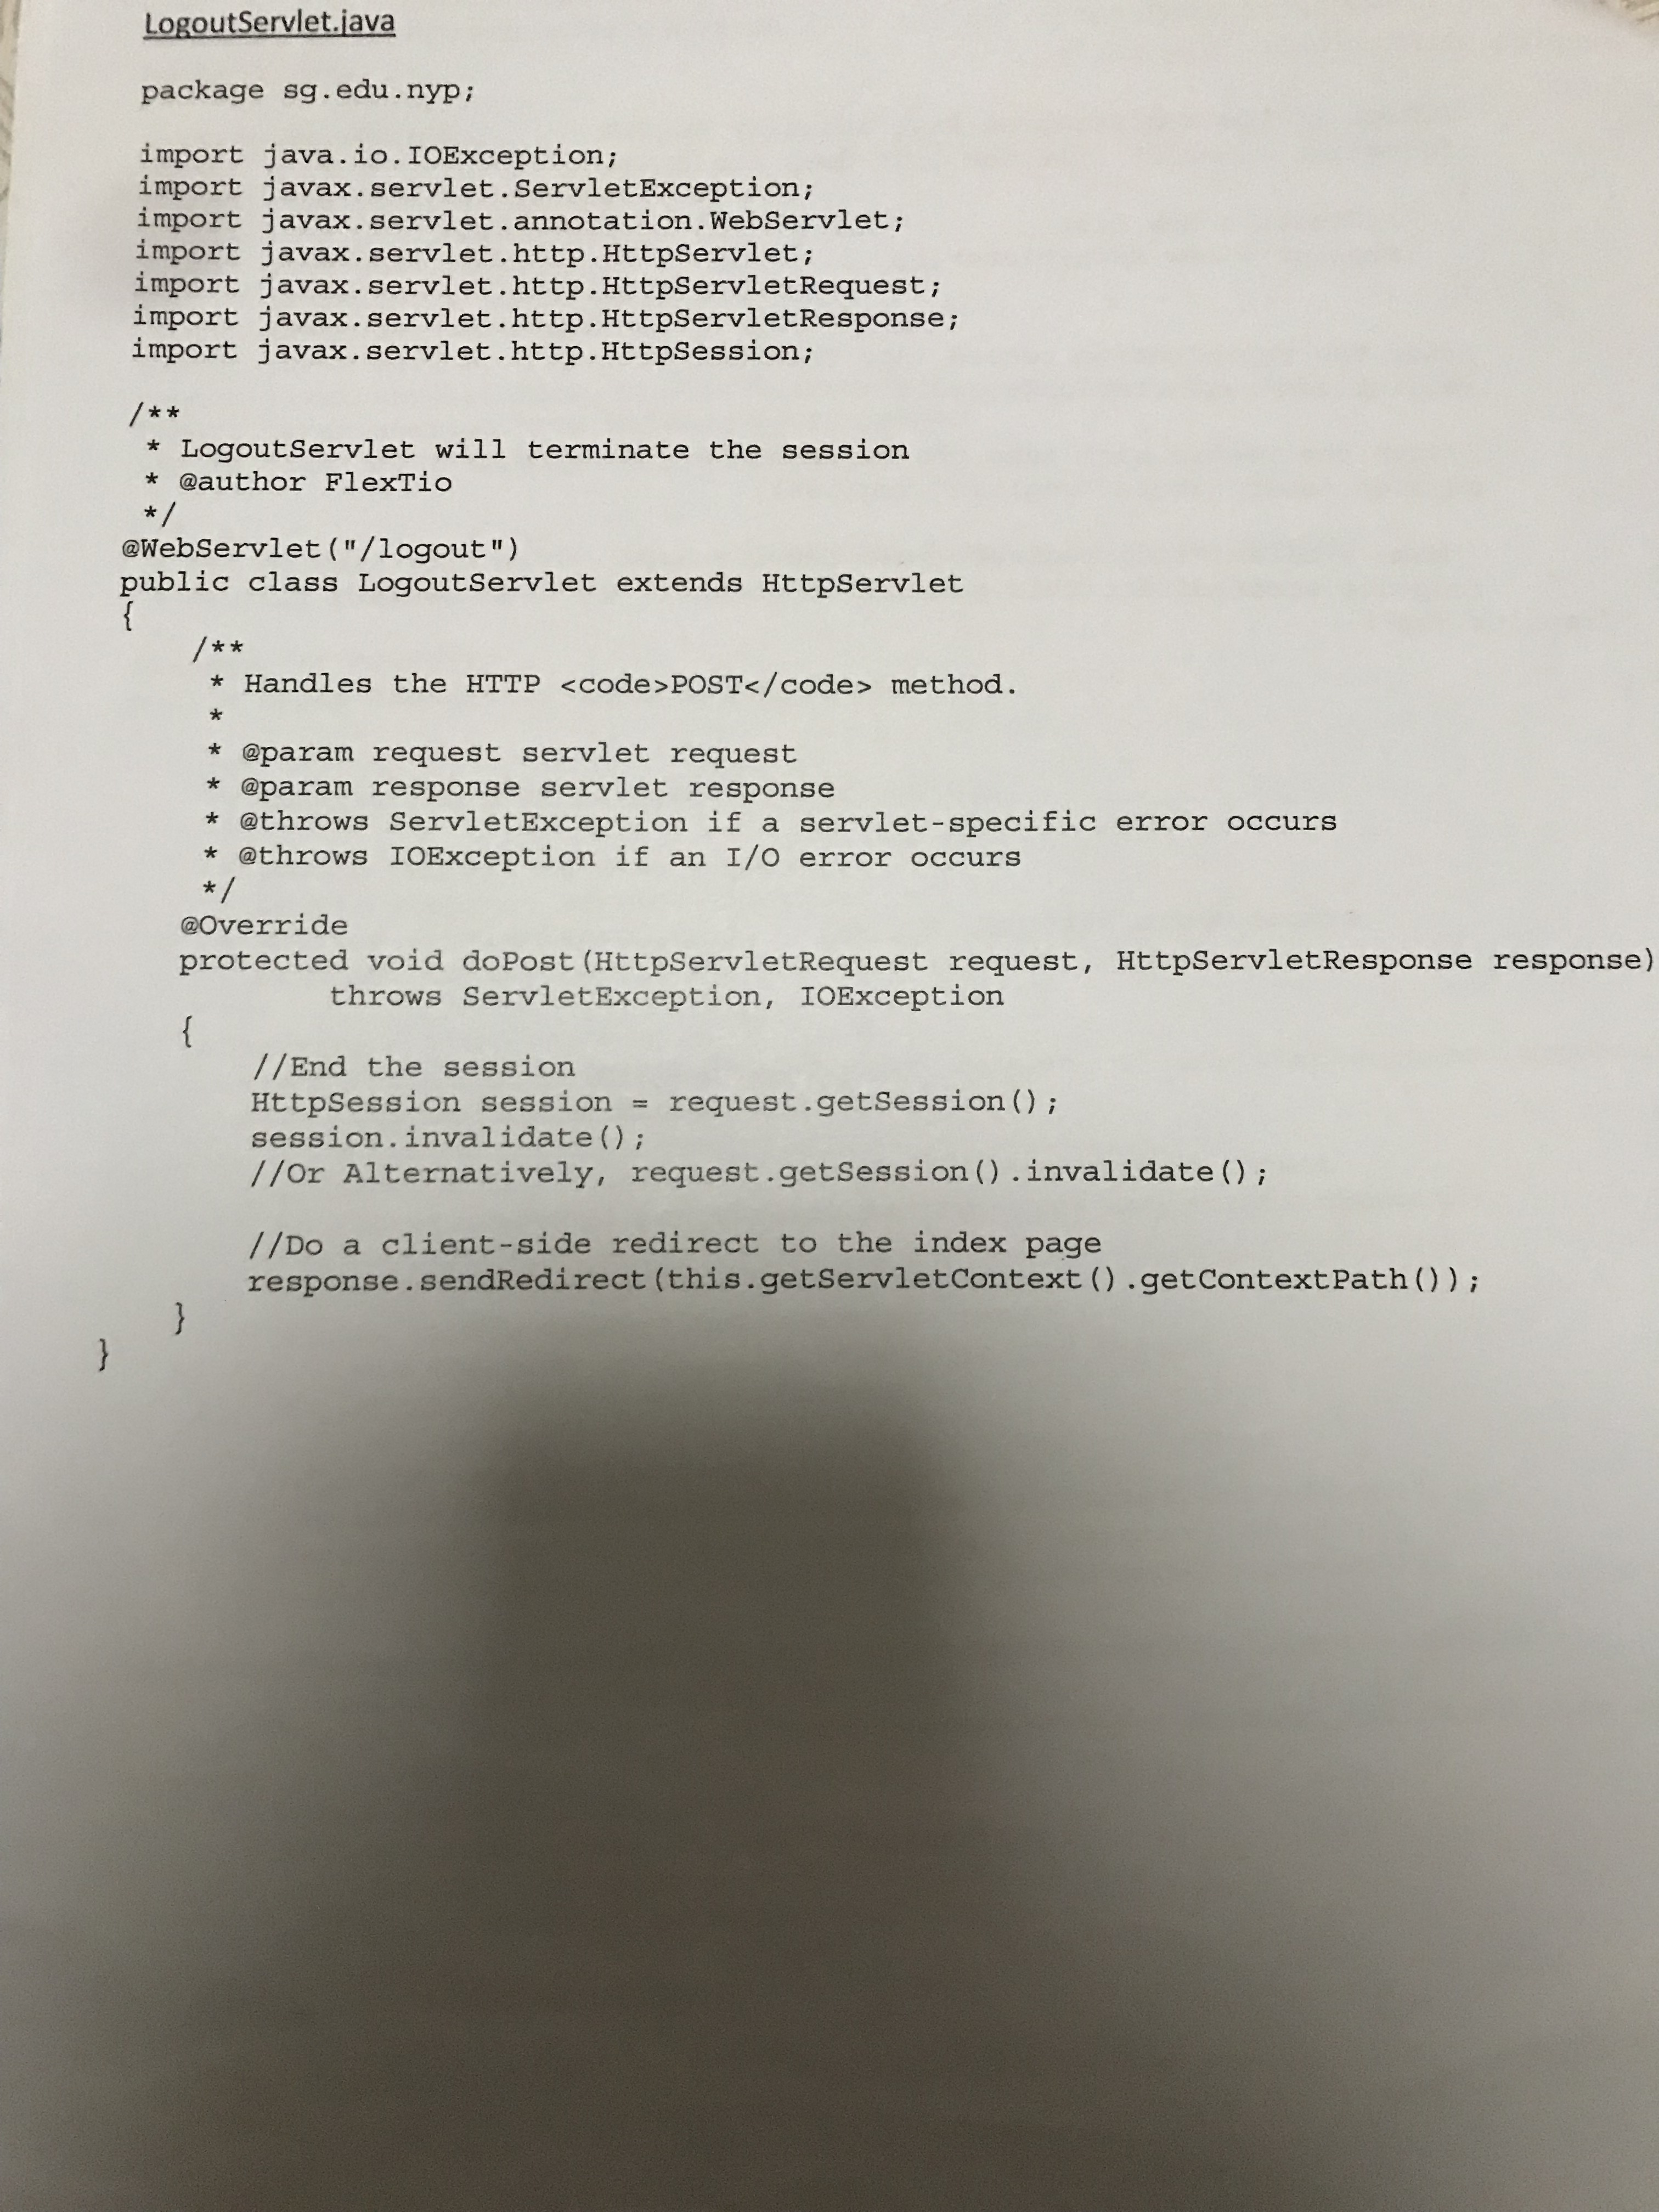 LogoutServlet.java
package sg.edu.nyp;
import java.io.IOException;
import javax.servlet.ServletException;
import javax.servlet.annotation.WebServlet;
import javax.servlet.http.HttpServlet;
import javax.servlet.http.HttpServletRequest;
import javax.servlet.http.HttpServletResponse;
import javax.servlet.http.HttpSession;
/**
 * LogoutServlet will terminate the session
 * @author FlexTio
 */
@WebServlet("/logout")
public class LogoutServlet extends HttpServlet
{
    /**
     * Handles the HTTP <code>POST</code> method.
     *
     * @param request servlet request
     * @param response servlet response
     * @throws ServletException if a servlet-specific error occurs
     * @throws IOException if an I/O error occurs
     */
    @Override
    protected void doPost(HttpServletRequest request, HttpServletResponse response)
            throws ServletException, IOException
    {
        //End the session
        HttpSession session = request.getSession();
        session.invalidate();
        //Or Alternatively, request.getSession().invalidate();
        //Do a client-side redirect to the index page
        response.sendRedirect(this.getServletContext().getContextPath());
    }
}